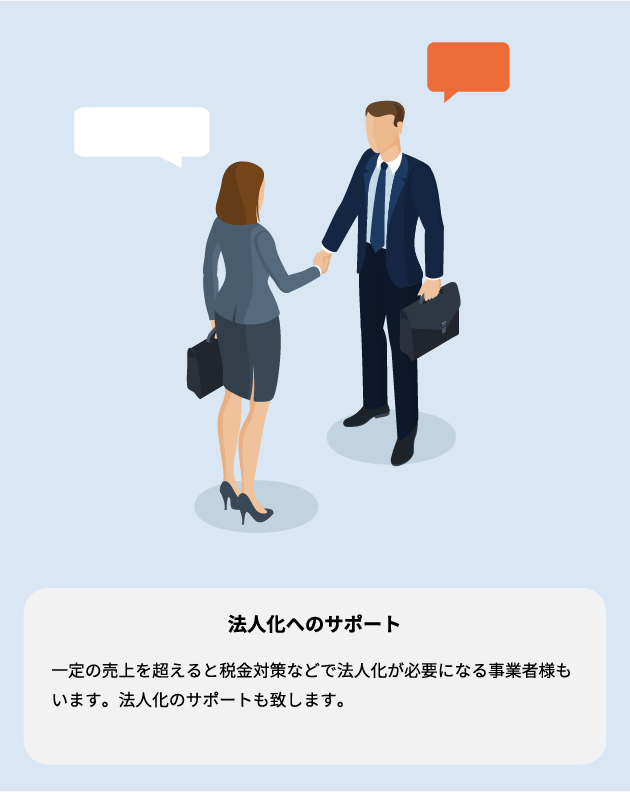 法人化へのサポート
一定の売上を超えると税金対策などで法人化が必要になる事業者様も
います。法人化のサポートも致します。